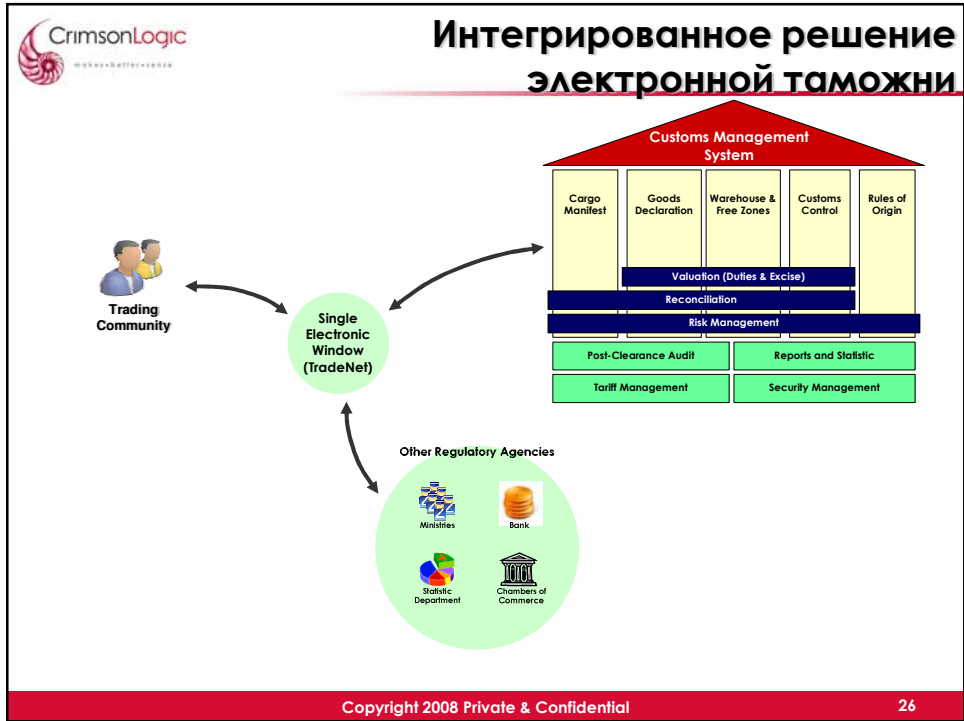 CrimsonLogic
makes·better·sense
Интегрированное решение
электронной таможни
Customs Management
System
Cargo
Manifest
Goods
Declaration
Warehouse &
Free Zones
Customs
Control
Rules of
Origin
Valuation (Duties & Excise)
Reconciliation
Risk Management
Post-Clearance Audit
Reports and Statistic
Tariff Management
Security Management
Trading
Community
Single
Electronic
Window
(TradeNet)
Other Regulatory Agencies
Ministries
Bank
Statistic
Department
Chambers of
Commerce
Copyright 2008 Private & Confidential
26